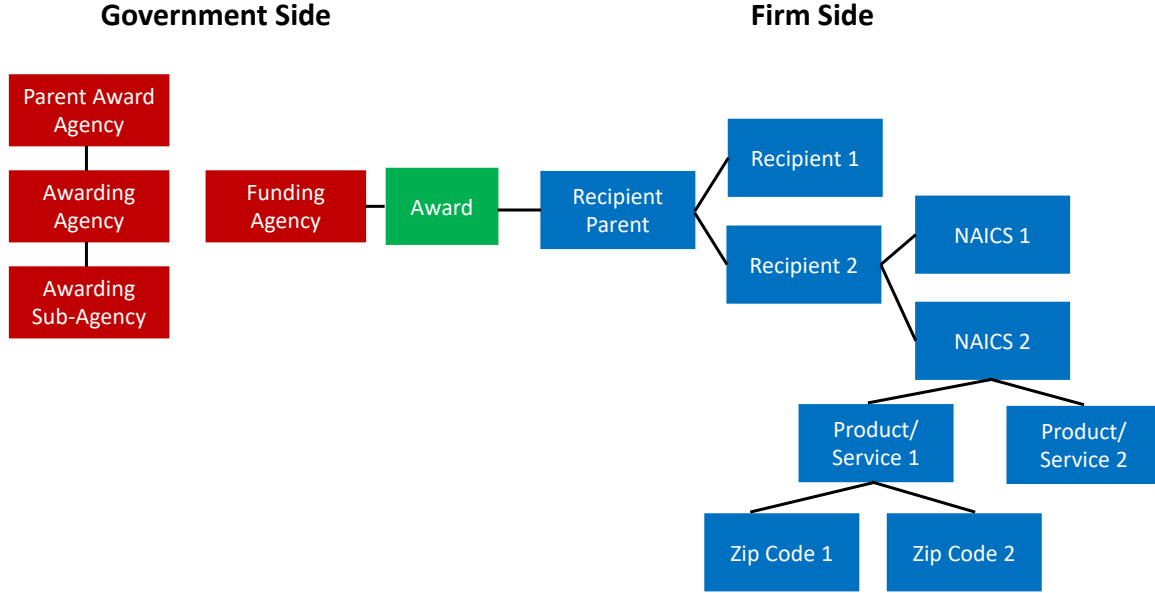 Government Side
Firm Side
Parent Award
Agency
Awarding
Agency
Awarding
Sub-Agency
Funding
Agency
Award
Recipient
Parent
Recipient 1
Recipient 2
NAICS 1
NAICS 2
Product/
Service 1
Product/
Service 2
Zip Code 1
Zip Code 2